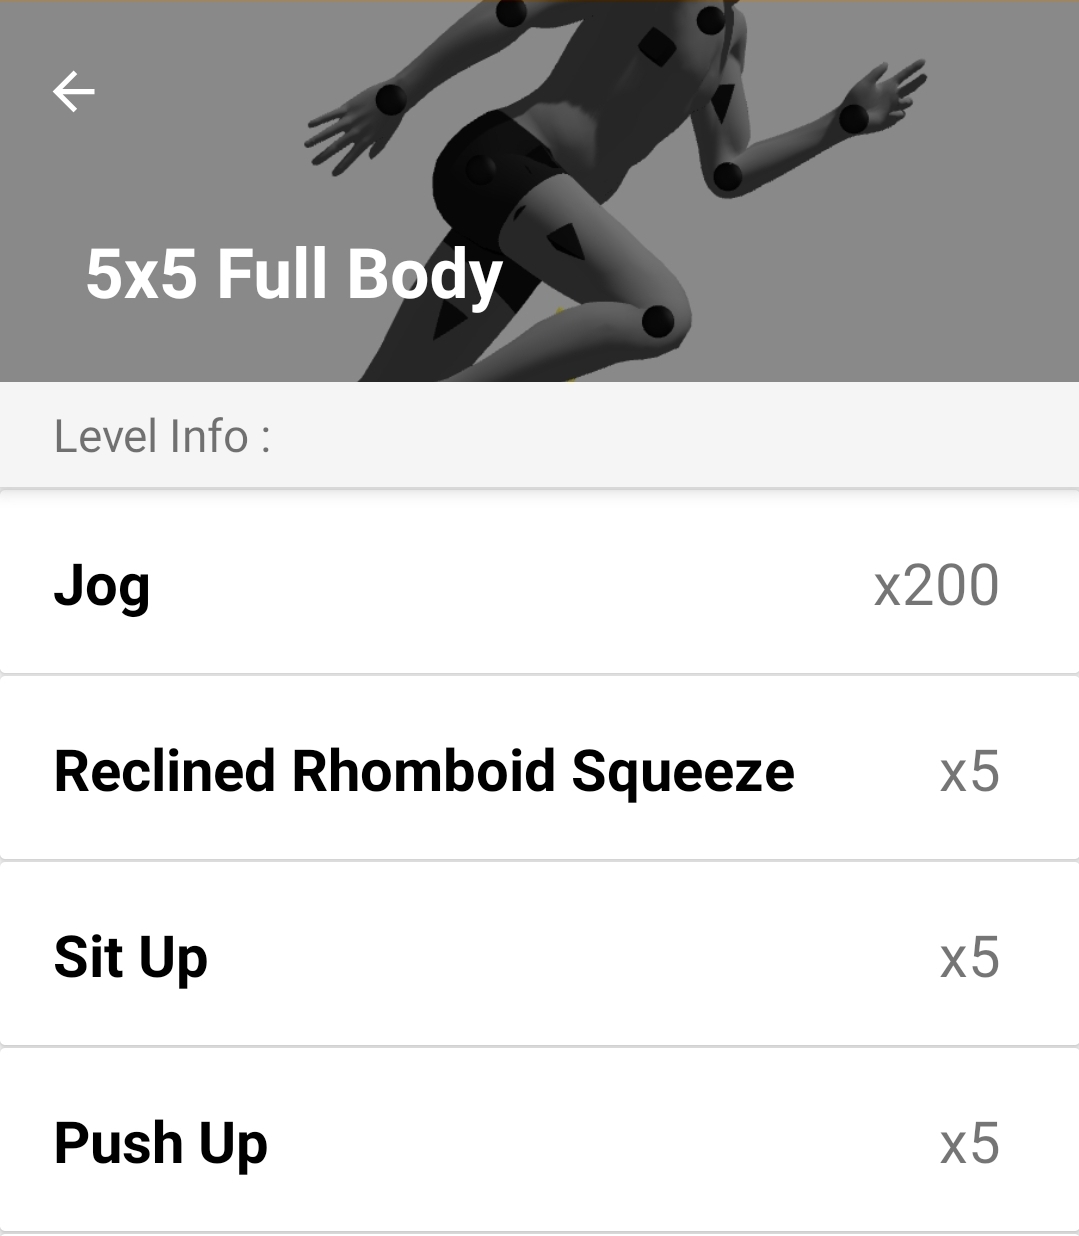 5x5 Full Body
Level Info :
Jog x200
Reclined Rhomboid Squeeze x5
Sit Up x5
Push Up x5